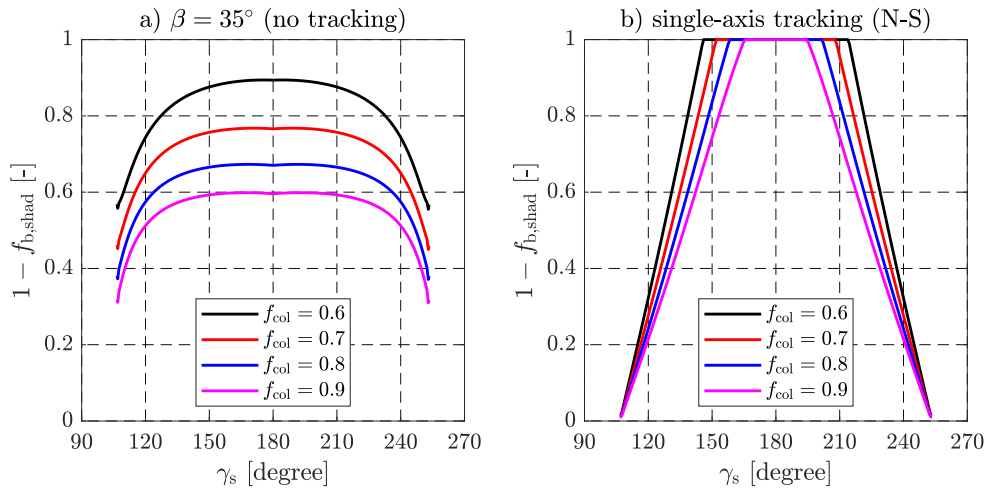 a) β = 35° (no tracking)
1
0.8
0.6
0.4
0.2
0
1 − f_b,shad [-]
f_col = 0.6
f_col = 0.7
f_col = 0.8
f_col = 0.9
90 120 150 180 210 240 270
γ_s [degree]
b) single-axis tracking (N-S)
1
0.8
0.6
0.4
0.2
0
1 − f_b,shad [-]
f_col = 0.6
f_col = 0.7
f_col = 0.8
f_col = 0.9
90 120 150 180 210 240 270
γ_s [degree]